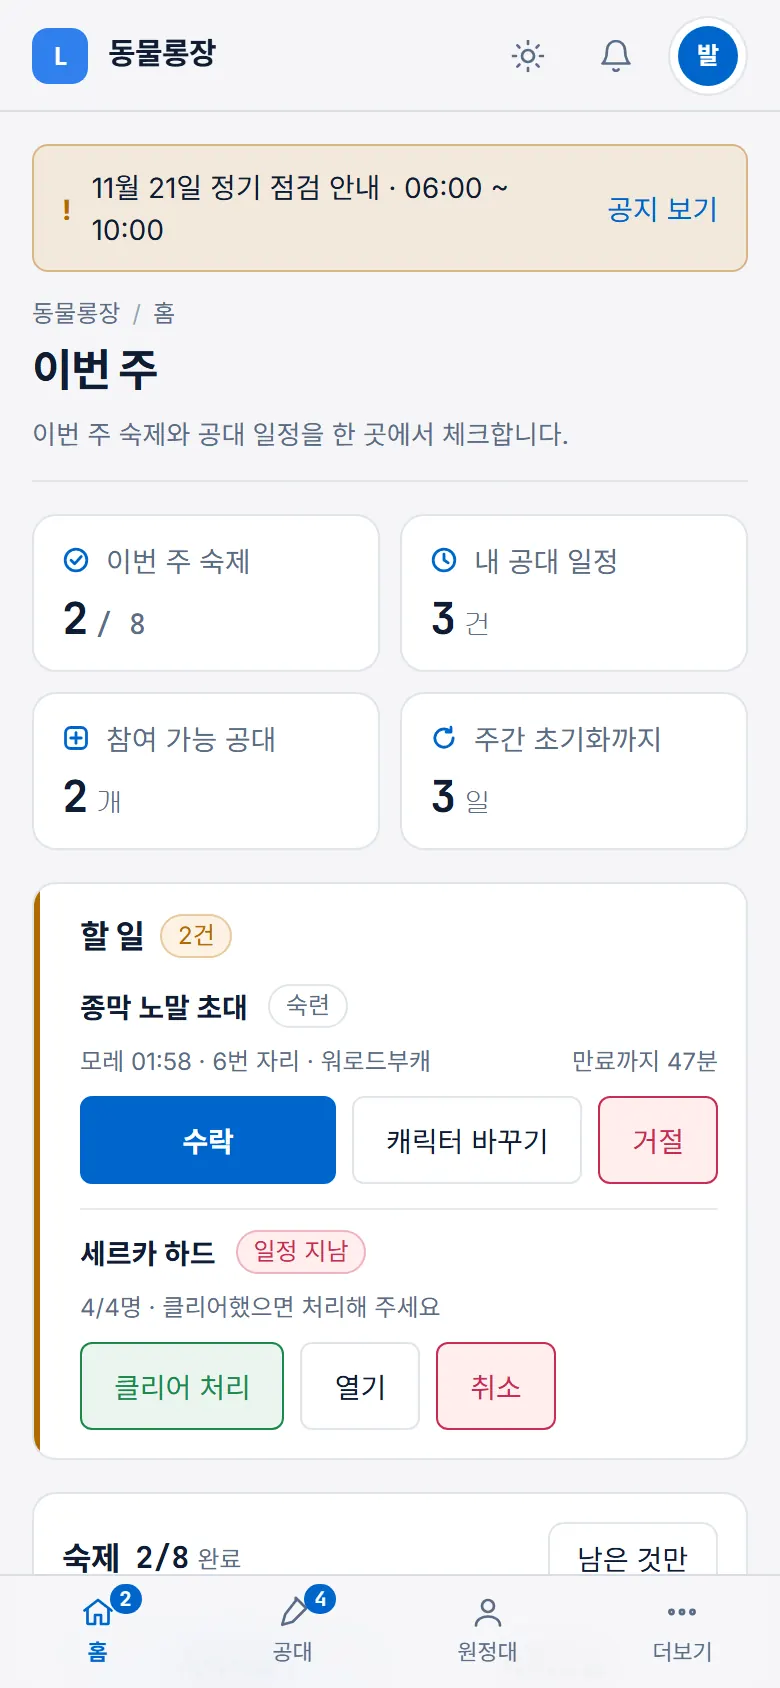 L 동물롱장 발
! 11월 21일 정기 점검 안내 · 06:00 ~
10:00
공지 보기
동물롱장 / 홈
이번 주
이번 주 숙제와 공대 일정을 한 곳에서 체크합니다.
이번 주 숙제
2 / 8
내 공대 일정
3 건
참여 가능 공대
2 개
주간 초기화까지
3 일
할 일 2건
종막 노말 초대 숙련
모레 01:58 · 6번 자리 · 워로드부캐 만료까지 47분
수락 캐릭터 바꾸기 거절
세르카 하드 일정 지남
4/4명 · 클리어했으면 처리해 주세요
클리어 처리 열기 취소
숙제 2/8 완료 남은 것만
2 4
홈 공대 원정대 더보기